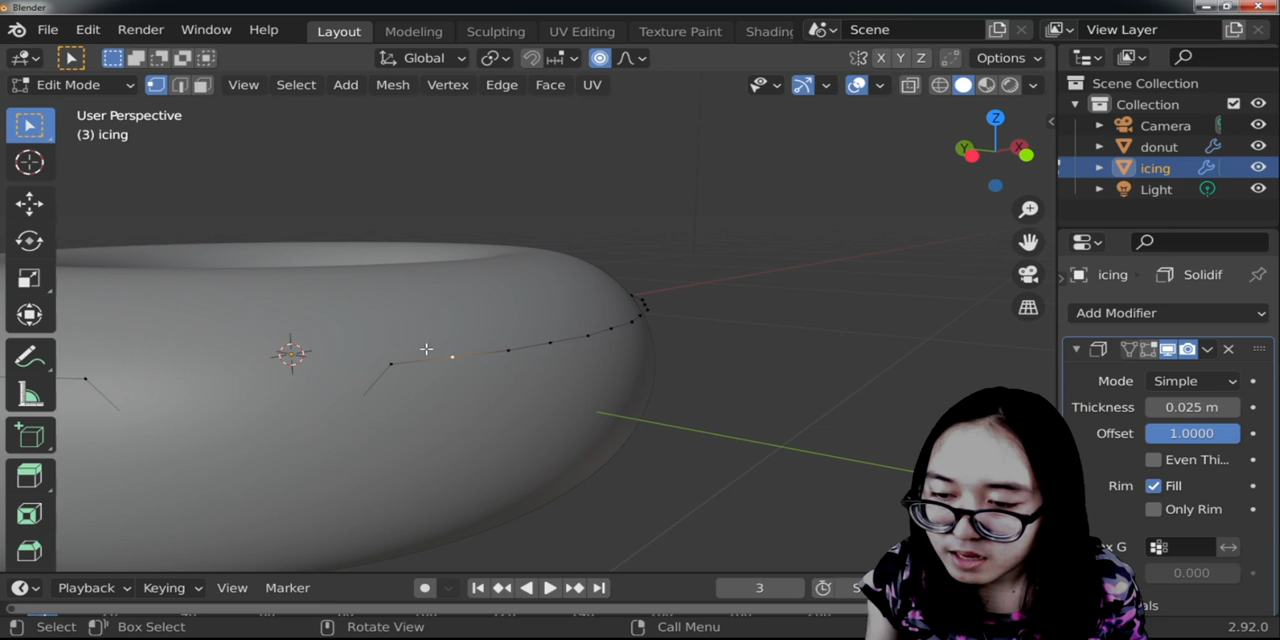 Blender
File Edit Render Window Help Layout Modeling Sculpting UV Editing Texture Paint Shading Scene View Layer
Global X Y Z Options
Edit Mode View Select Add Mesh Vertex Edge Face UV
User Perspective
(3) icing
Z
Y X
Scene Collection
Collection
Camera
donut
icing
Light
icing Solidif
Add Modifier
Mode Simple
Thickness 0.025 m
Offset 1.0000
Even Thi...
Rim Fill
Only Rim
ex G
0.000
als
Playback Keying View Marker 3 S
Select Box Select Rotate View Call Menu 2.92.0